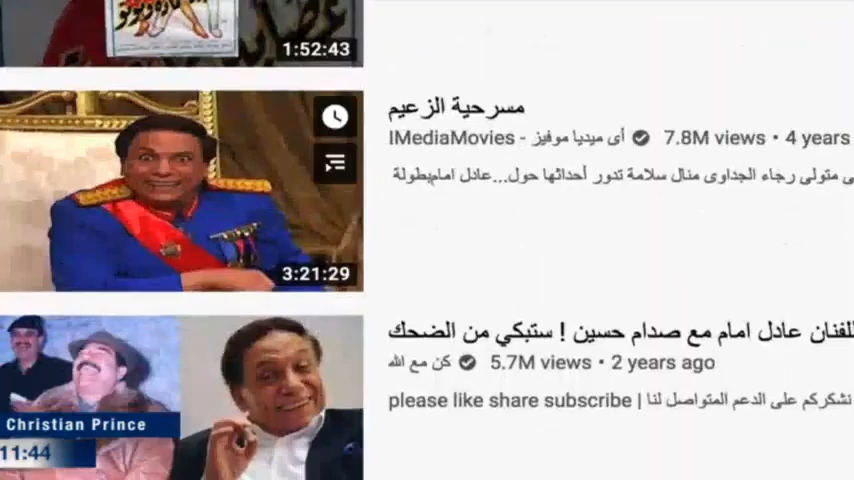 1:52:43
مسرحية الزعيم
IMediaMovies - أى ميديا موفيز 7.8M views • 4 years
ى متولى رجاء الجداوى منال سلامة تدور أحداثها حول...عادل امام‎بطولة
3:21:29
للفنان عادل امام مع صدام حسين ! ستبكي من الضحك
كن مع الله 5.7M views • 2 years ago
please like share subscribe | نشكركم على الدعم المتواصل لنا
Christian Prince
11:44